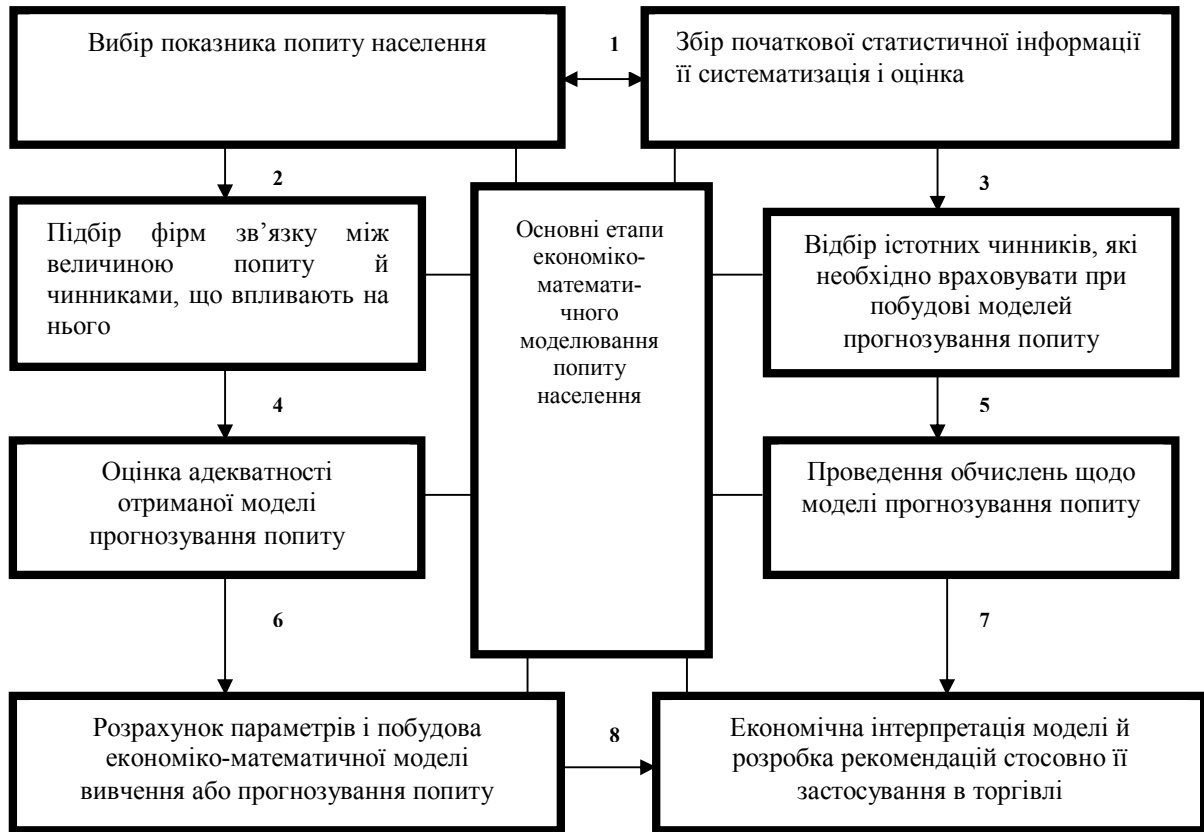 Вибір показника попиту населення
1
Збір початкової статистичної інформації
її систематизація і оцінка
2
3
Підбір фірм зв’язку між
величиною попиту й
чинниками, що впливають на
нього
Основні етапи
економіко-
математи-
чного
моделювання
попиту
населення
Відбір істотних чинників, які
необхідно враховувати при
побудові моделей
прогнозування попиту
4
5
Оцінка адекватності
отриманої моделі
прогнозування попиту
Проведення обчислень щодо
моделі прогнозування попиту
6
7
Розрахунок параметрів і побудова
економіко-математичної моделі
вивчення або прогнозування попиту
8
Економічна інтерпретація моделі й
розробка рекомендацій стосовно її
застосування в торгівлі